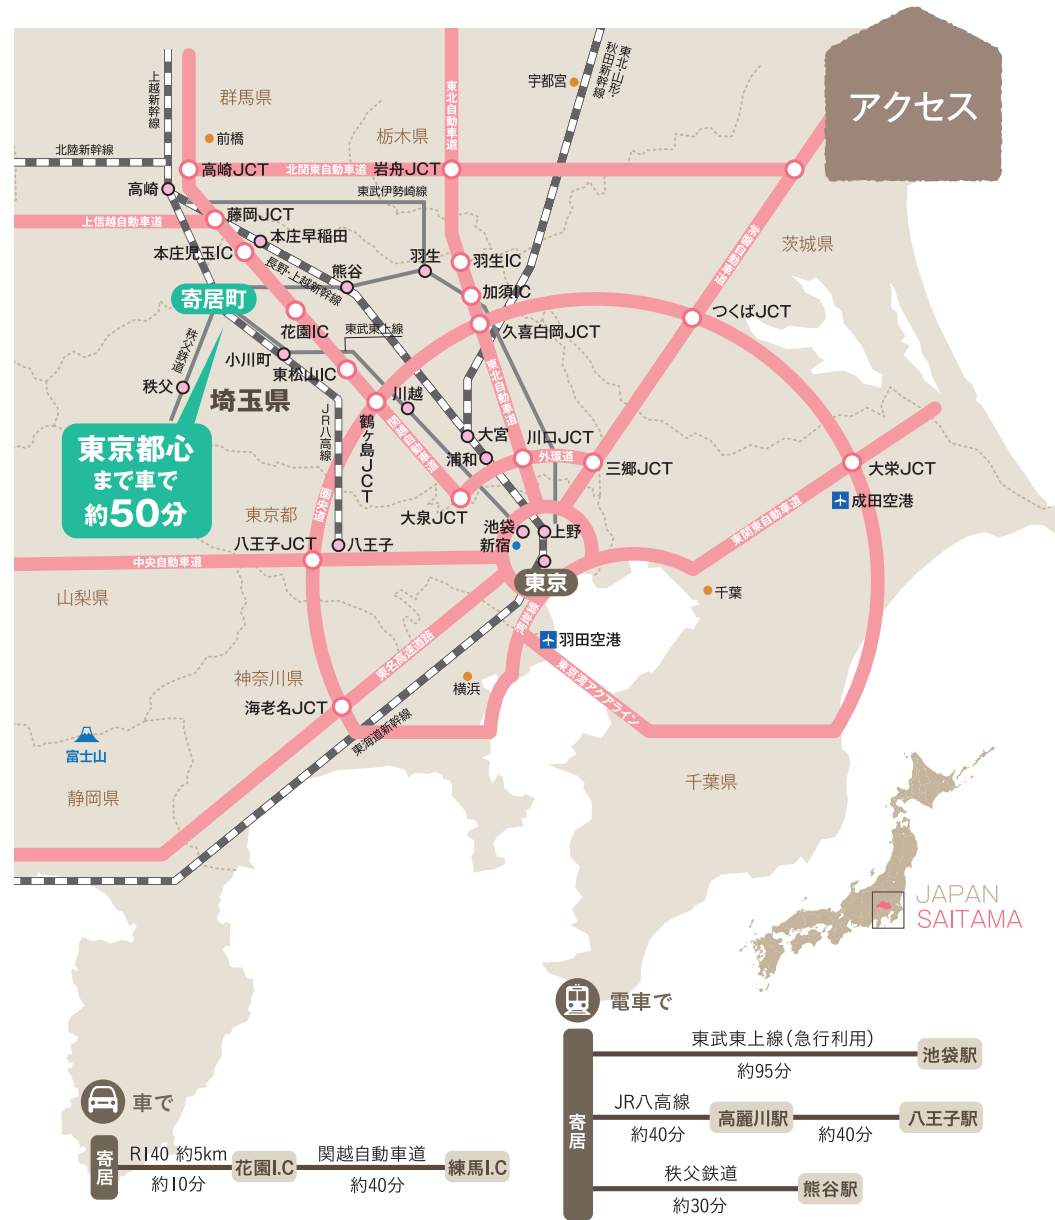 アクセス
上越新幹線
群馬県
前橋
栃木県
東北自動車道
宇都宮
東北・山形・
秋田新幹線
北陸新幹線
高崎JCT
北関東自動車道
岩舟JCT
高崎
東武伊勢崎線
上信越自動車道
藤岡JCT
本庄早稲田
本庄児玉IC
長野・上越新幹線
熊谷
羽生
羽生IC
加須IC
常磐自動車道
茨城県
寄居町
花園IC
東武東上線
久喜白岡JCT
つくばJCT
秩父鉄道
小川町
東松山IC
秩父
埼玉県
JR八高線
川越
東北自動車道
鶴ヶ島JCT
関越自動車道
大宮
浦和
川口JCT
外環道
三郷JCT
大栄JCT
成田空港
東関東自動車道
東京都心
まで車で
約50分
圏央道
大泉JCT
東京都
池袋
新宿
上野
八王子JCT
八王子
中央自動車道
東京
山梨県
千葉
湾岸線
羽田空港
東京湾アクアライン
東名高速道路
神奈川県
横浜
海老名JCT
東海道新幹線
富士山
静岡県
千葉県
JAPAN
SAITAMA
電車で
寄居
東武東上線（急行利用）
約95分
池袋駅
JR八高線
約40分
高麗川駅
約40分
八王子駅
秩父鉄道
約30分
熊谷駅
車で
寄居
R140 約5km
約10分
花園I.C
関越自動車道
約40分
練馬I.C